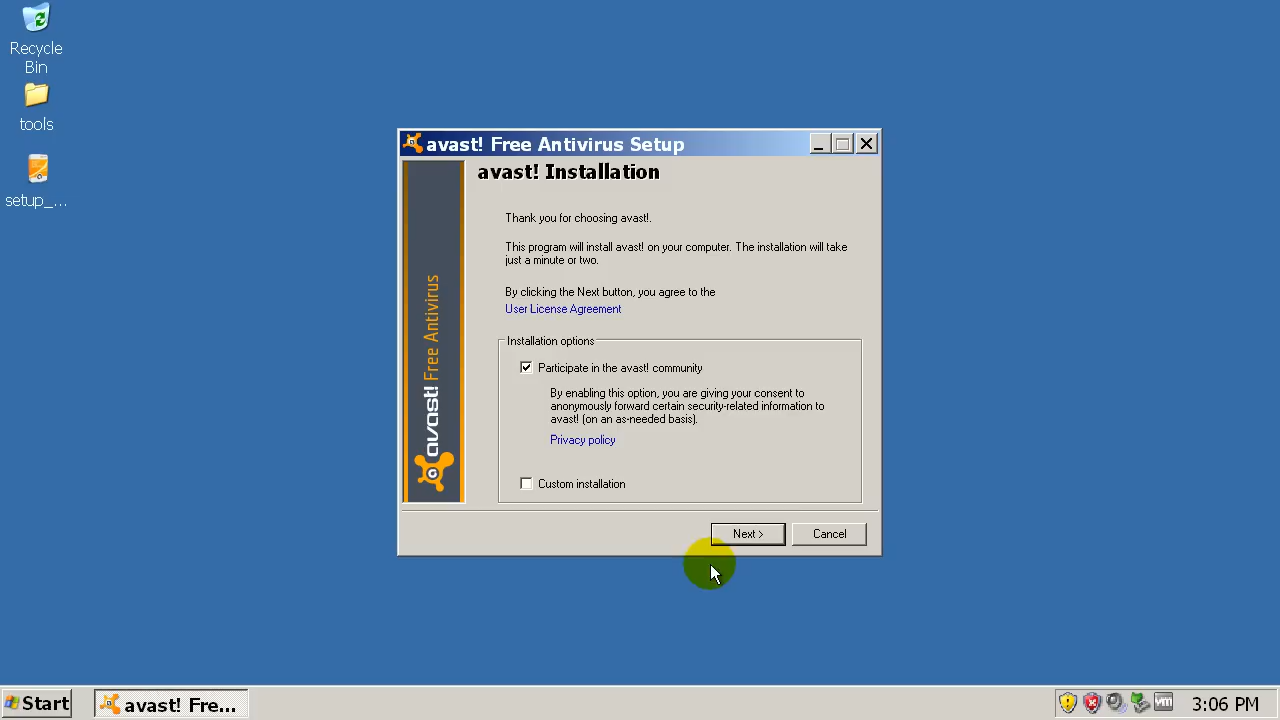 Recycle
Bin
tools
setup_...
avast! Free Antivirus Setup
avast! Installation
Thank you for choosing avast!.
This program will install avast! on your computer. The installation will take
just a minute or two.
By clicking the Next button, you agree to the
User License Agreement
Installation options
Participate in the avast! community
By enabling this option, you are giving your consent to
anonymously forward certain security-related information to
avast! (on an as-needed basis).
Privacy policy
Custom installation
avast! Free Antivirus
Next >
Cancel
Start
avast! Fre...
vm
3:06 PM